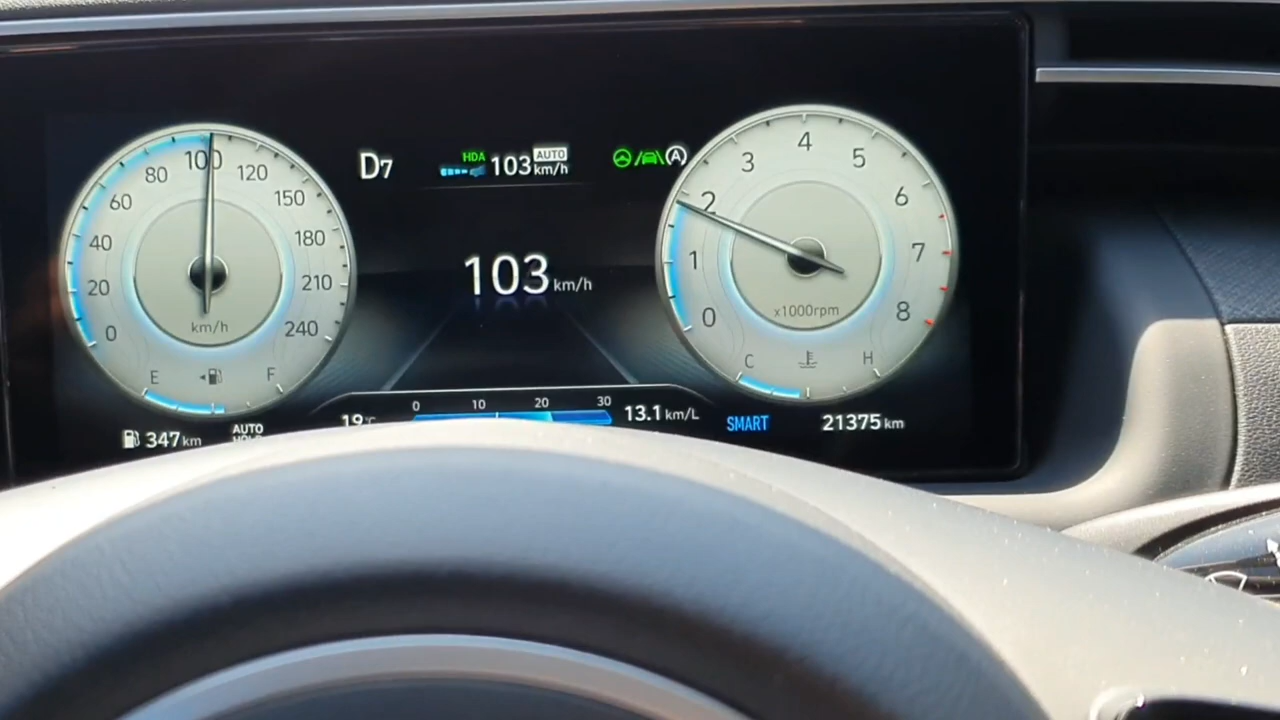 0
20
40
60
80
100
120
150
180
210
240
km/h
E
F
347 km
AUTO
D7
HDA
103
AUTO
km/h
103 km/h
19°C
0 10 20 30
13.1 km/L
A
0
1
2
3
4
5
6
7
8
x1000rpm
C
H
SMART
21375 km